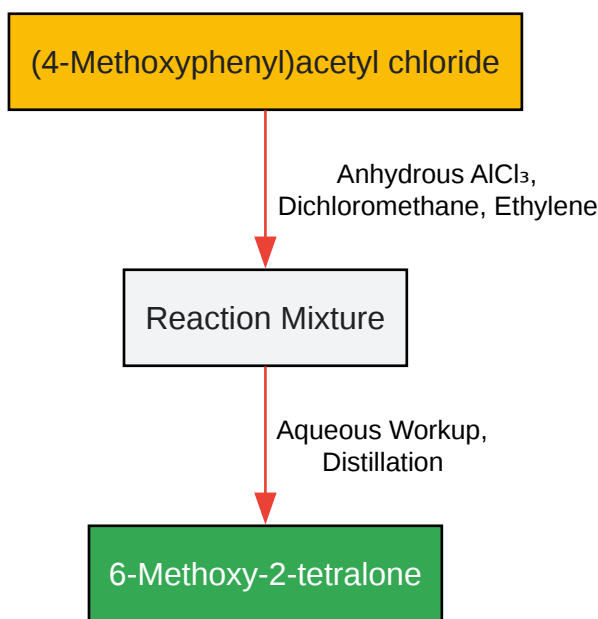 (4-Methoxyphenyl)acetyl chloride
Anhydrous AlCl₃,
Dichloromethane, Ethylene
Reaction Mixture
Aqueous Workup,
Distillation
6-Methoxy-2-tetralone